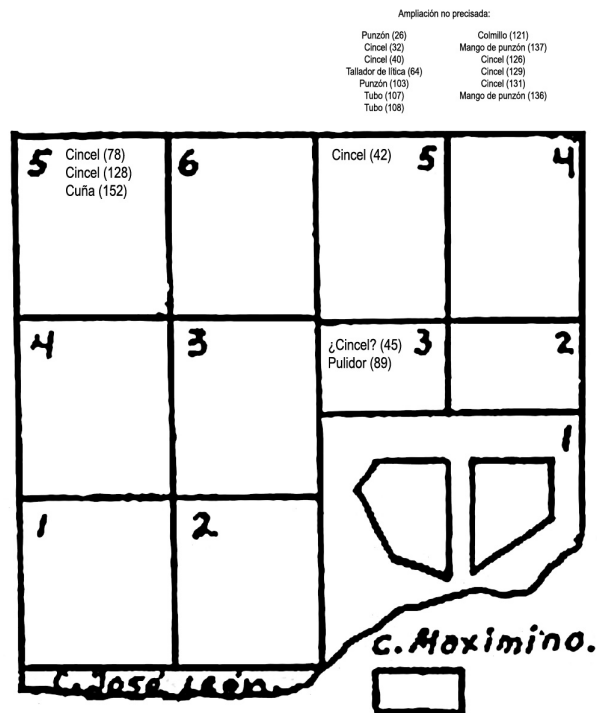 Ampliación no precisada:
Punzón (26)
Cincel (32)
Cincel (40)
Tallador de lítica (64)
Punzón (103)
Tubo (107)
Tubo (108)
Colmillo (121)
Mango de punzón (137)
Cincel (126)
Cincel (129)
Cincel (131)
Mango de punzón (136)
5
Cincel (78)
Cincel (128)
Cuña (152)
6
Cincel (42)
5
4
4
3
¿Cincel? (45)
Pulidor (89)
3
2
1
1
2
C. Maximino.
C. José León.